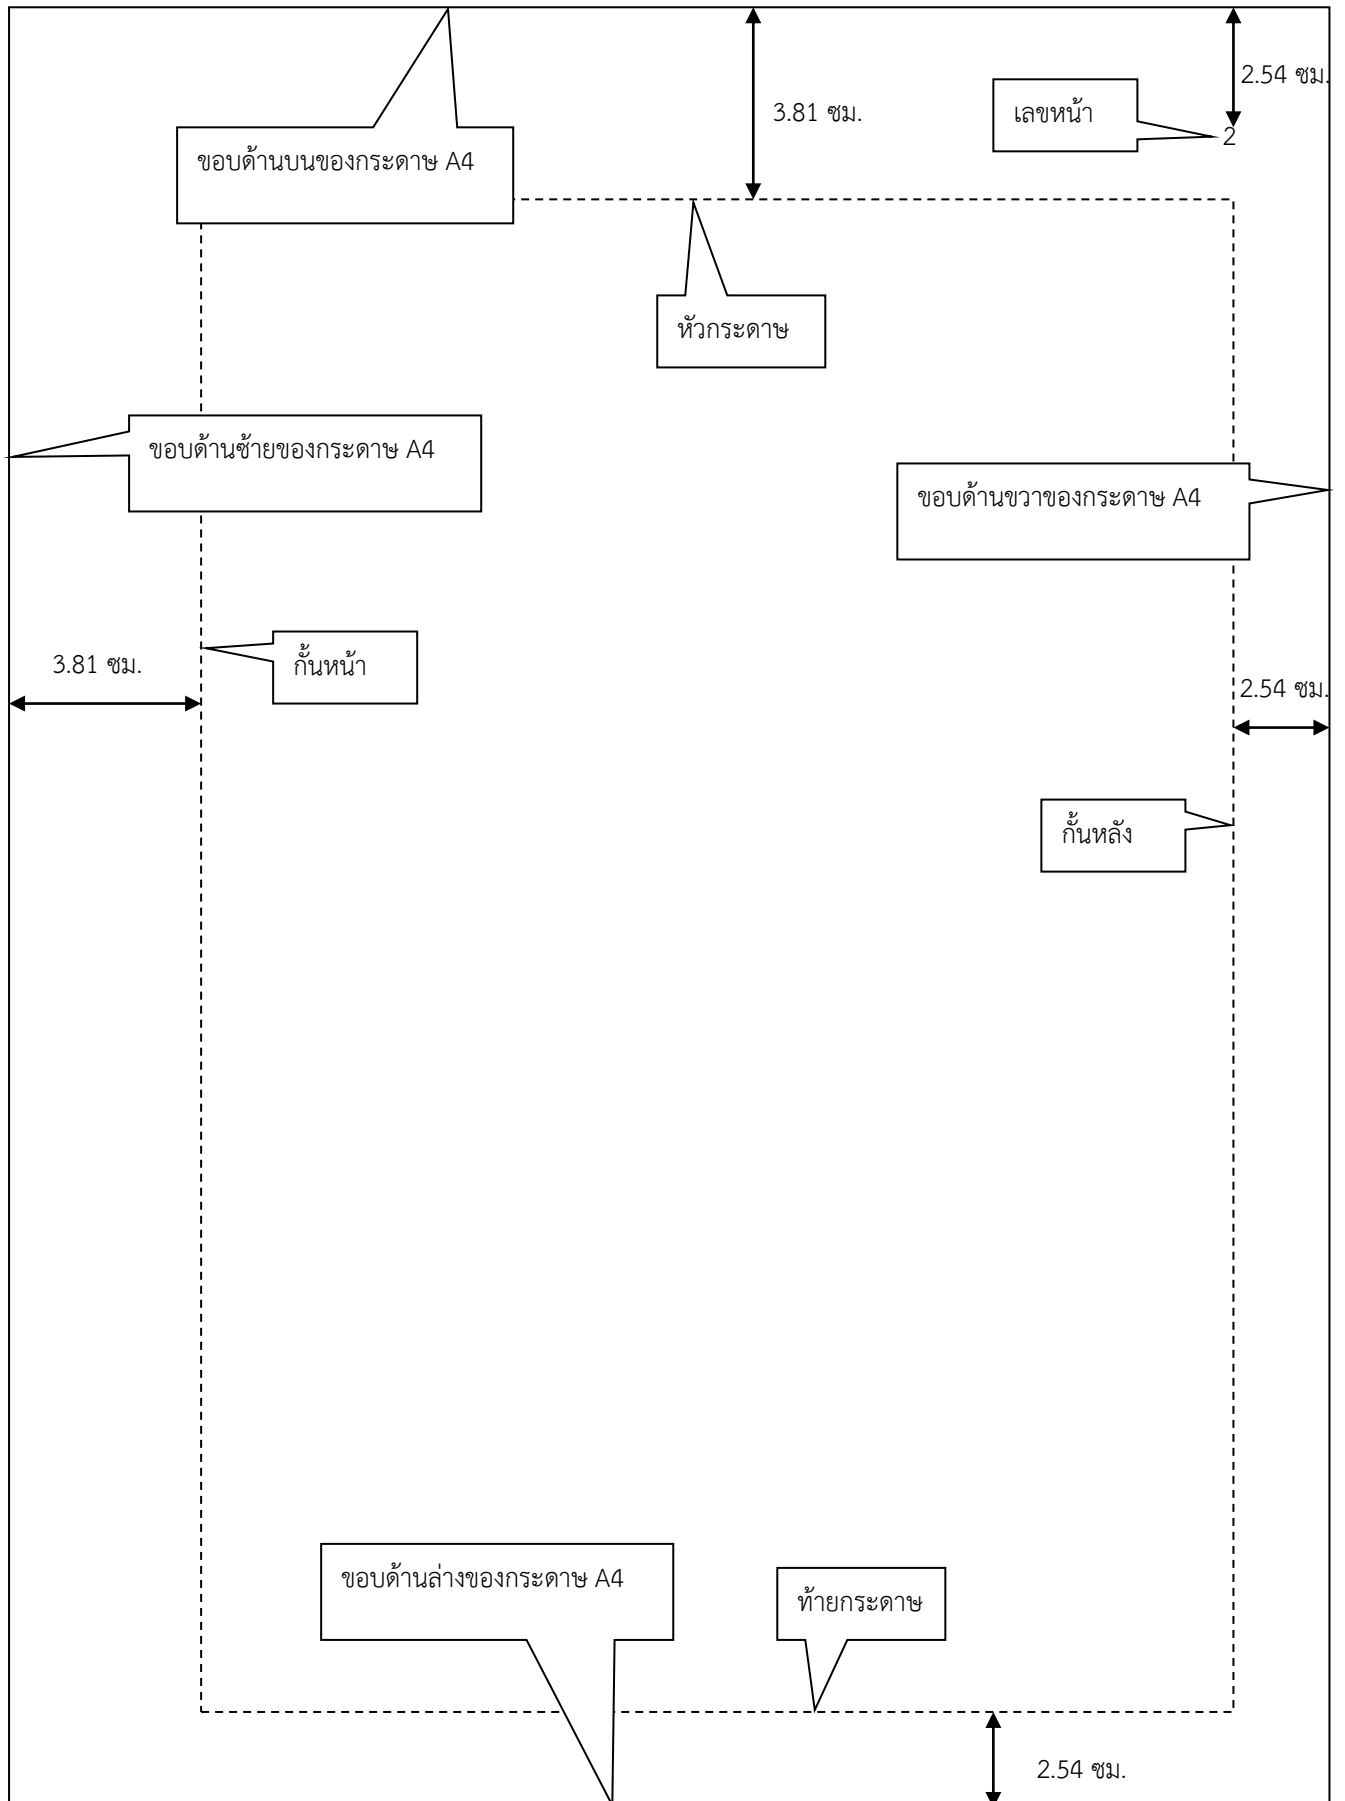 2.54 ซม.
3.81 ซม.
เลขหน้า
2
ขอบด้านบนของกระดาษ A4
หัวกระดาษ
ขอบด้านซ้ายของกระดาษ A4
ขอบด้านขวาของกระดาษ A4
3.81 ซม.
กั้นหน้า
2.54 ซม.
กั้นหลัง
ขอบด้านล่างของกระดาษ A4
ท้ายกระดาษ
2.54 ซม.